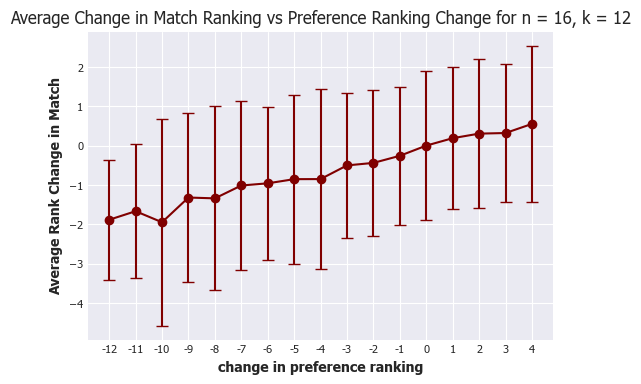 Average Change in Match Ranking vs Preference Ranking Change for n = 16, k = 12
Average Rank Change in Match
2
1
0
−1
−2
−3
−4
-12 -11 -10 -9 -8 -7 -6 -5 -4 -3 -2 -1 0 1 2 3 4
change in preference ranking